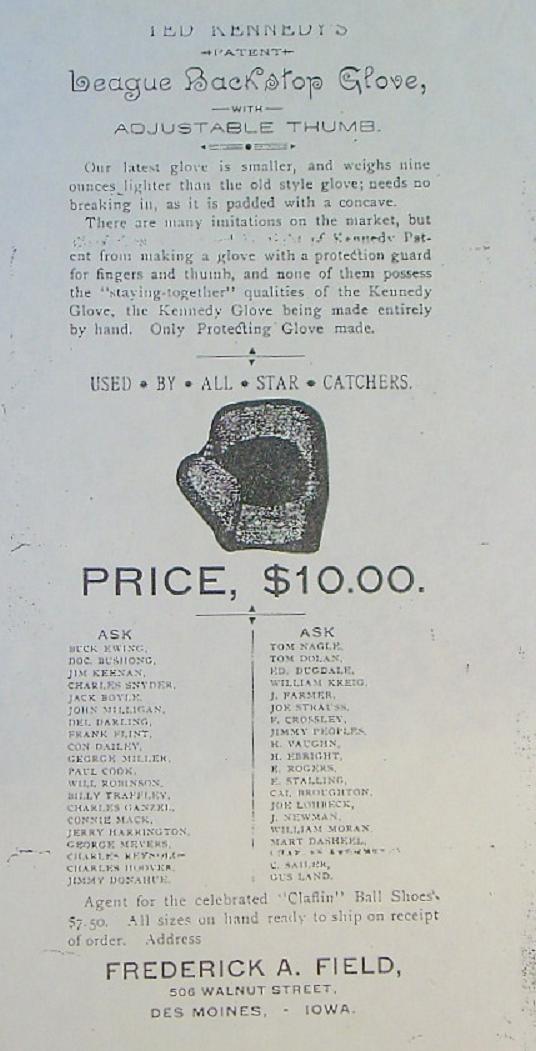 TED KENNEDY'S
PATENT
League Backstop Glove,
WITH
ADJUSTABLE THUMB.
Our latest glove is smaller, and weighs nine
ounces lighter than the old style glove; needs no
breaking in, as it is padded with a concave.
There are many imitations on the market, but
of Kennedy Pat-
ent from making a glove with a protection guard
for fingers and thumb, and none of them possess
the "staying-together" qualities of the Kennedy
Glove, the Kennedy Glove being made entirely
by hand. Only Protecting Glove made.
USED • BY • ALL • STAR • CATCHERS.
PRICE, $10.00.
ASK
BUCK EWING,
DOC. BUSHONG,
JIM KEENAN,
CHARLES SNYDER,
JACK BOYLE,
JOHN MILLIGAN,
DEL DARLING,
FRANK FLINT,
CON DAILEY,
GEORGE MILLER,
PAUL COOK,
WILL ROBINSON,
BILLY TRAFFLEY,
CHARLES GANZEL,
CONNIE MACK,
JERRY HARRINGTON,
GEORGE MEYERS,
CHARLES REYNOLDS
CHARLES HOOVER,
JIMMY DONAHUE.
ASK
TOM NAGLE,
TOM DOLAN,
ED. DUGDALE,
WILLIAM KREIG,
J. FARMER,
JOE STRAUSS,
F. CROSSLEY,
JIMMY PEOPLES,
H. VAUGHN,
H. EBRIGHT,
E. ROGERS,
E. STALLING,
CAL BROUGHTON,
JOE LOHBECK,
J. NEWMAN,
WILLIAM MORAN,
MART DASHEEL,
C. SAILER,
GUS LAND.
Agent for the celebrated "Claflin" Ball Shoes,
$7.50. All sizes on hand ready to ship on receipt
of order. Address
FREDERICK A. FIELD,
506 WALNUT STREET,
DES MOINES, - IOWA.